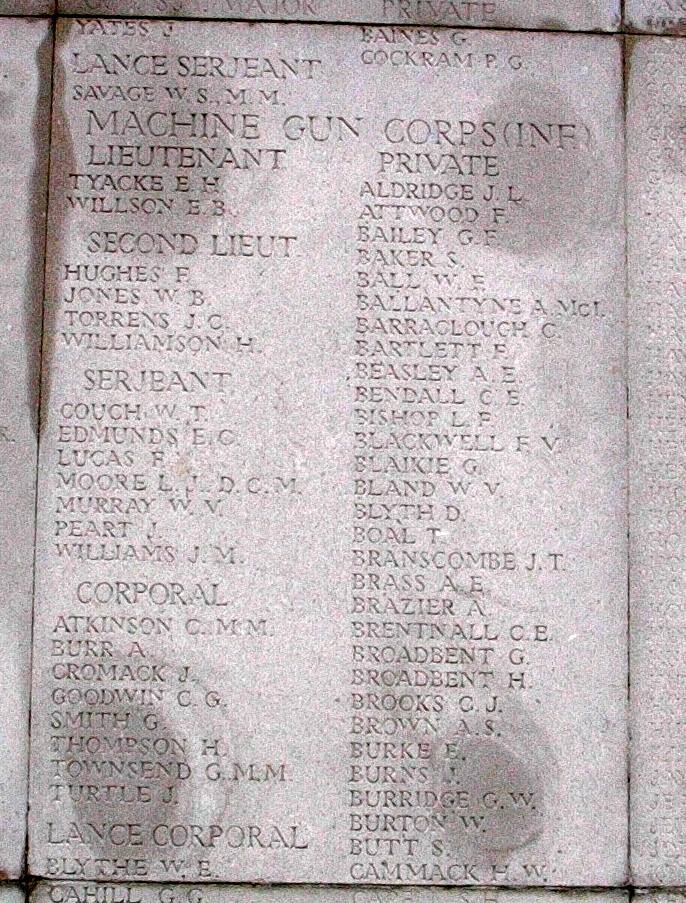 MAJOR
PRIVATE
YATES J.
LANCE SERJEANT
SAVAGE W. S., M. M.
BAINES G.
COCKRAM P. G.
MACHINE GUN CORPS (INF)
LIEUTENANT
TYACKE E. H.
WILLSON E. B.
SECOND LIEUT.
HUGHES F.
JONES W. B.
TORRENS J. C.
WILLIAMSON H.
SERJEANT
COUCH W. T.
EDMUNDS E. C.
LUCAS F.
MOORE L. J., D. C. M.
MURRAY W. V.
PEART J.
WILLIAMS J. M.
CORPORAL
ATKINSON C. M M.
BURR A.
CROMACK J.
GOODWIN C. G.
SMITH G.
THOMPSON H.
TOWNSEND G. M. M.
TURTLE J.
LANCE CORPORAL
BLYTHE W. E.
CAHILL G. G.
PRIVATE
ALDRIDGE J. L.
ATTWOOD F.
BAILEY G. F.
BAKER S.
BALL W. E.
BALLANTYNE A. McI.
BARRACLOUGH C.
BARTLETT F.
BEASLEY A. E.
BENDALL C. E.
BISHOP L. F.
BLACKWELL F. V.
BLAIKIE G.
BLAND W. V.
BLYTH D.
BOAL T.
BRANSCOMBE J. T.
BRASS A. E.
BRAZIER A.
BRENTNALL C. E.
BROADBENT G.
BROADBENT H.
BROOKS C. J.
BROWN A. S.
BURKE E.
BURNS J.
BURRIDGE G. W.
BURTON W.
BUTT S.
CAMMACK H. W.